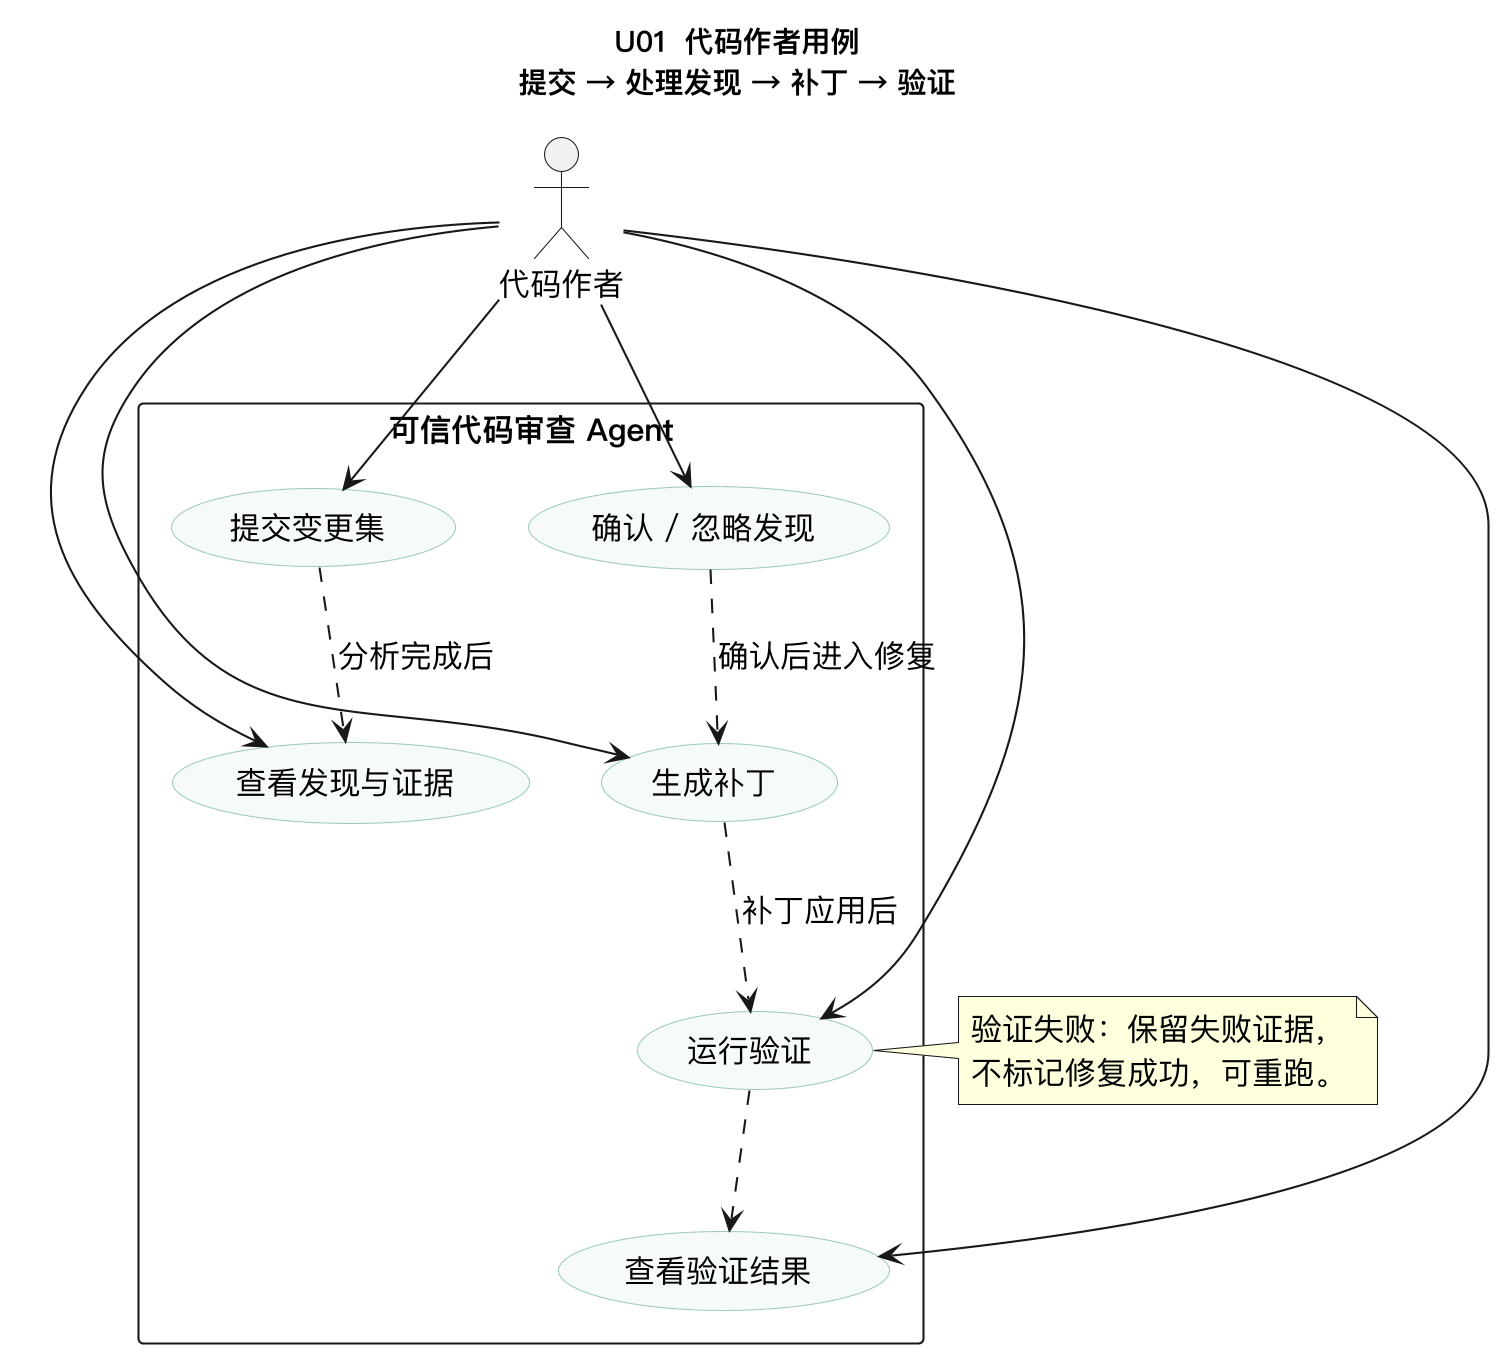 U01 代码作者用例
提交 → 处理发现 → 补丁 → 验证
代码作者
可信代码审查 Agent
提交变更集
确认 / 忽略发现
分析完成后
确认后进入修复
查看发现与证据
生成补丁
补丁应用后
运行验证
验证失败：保留失败证据，
不标记修复成功，可重跑。
查看验证结果